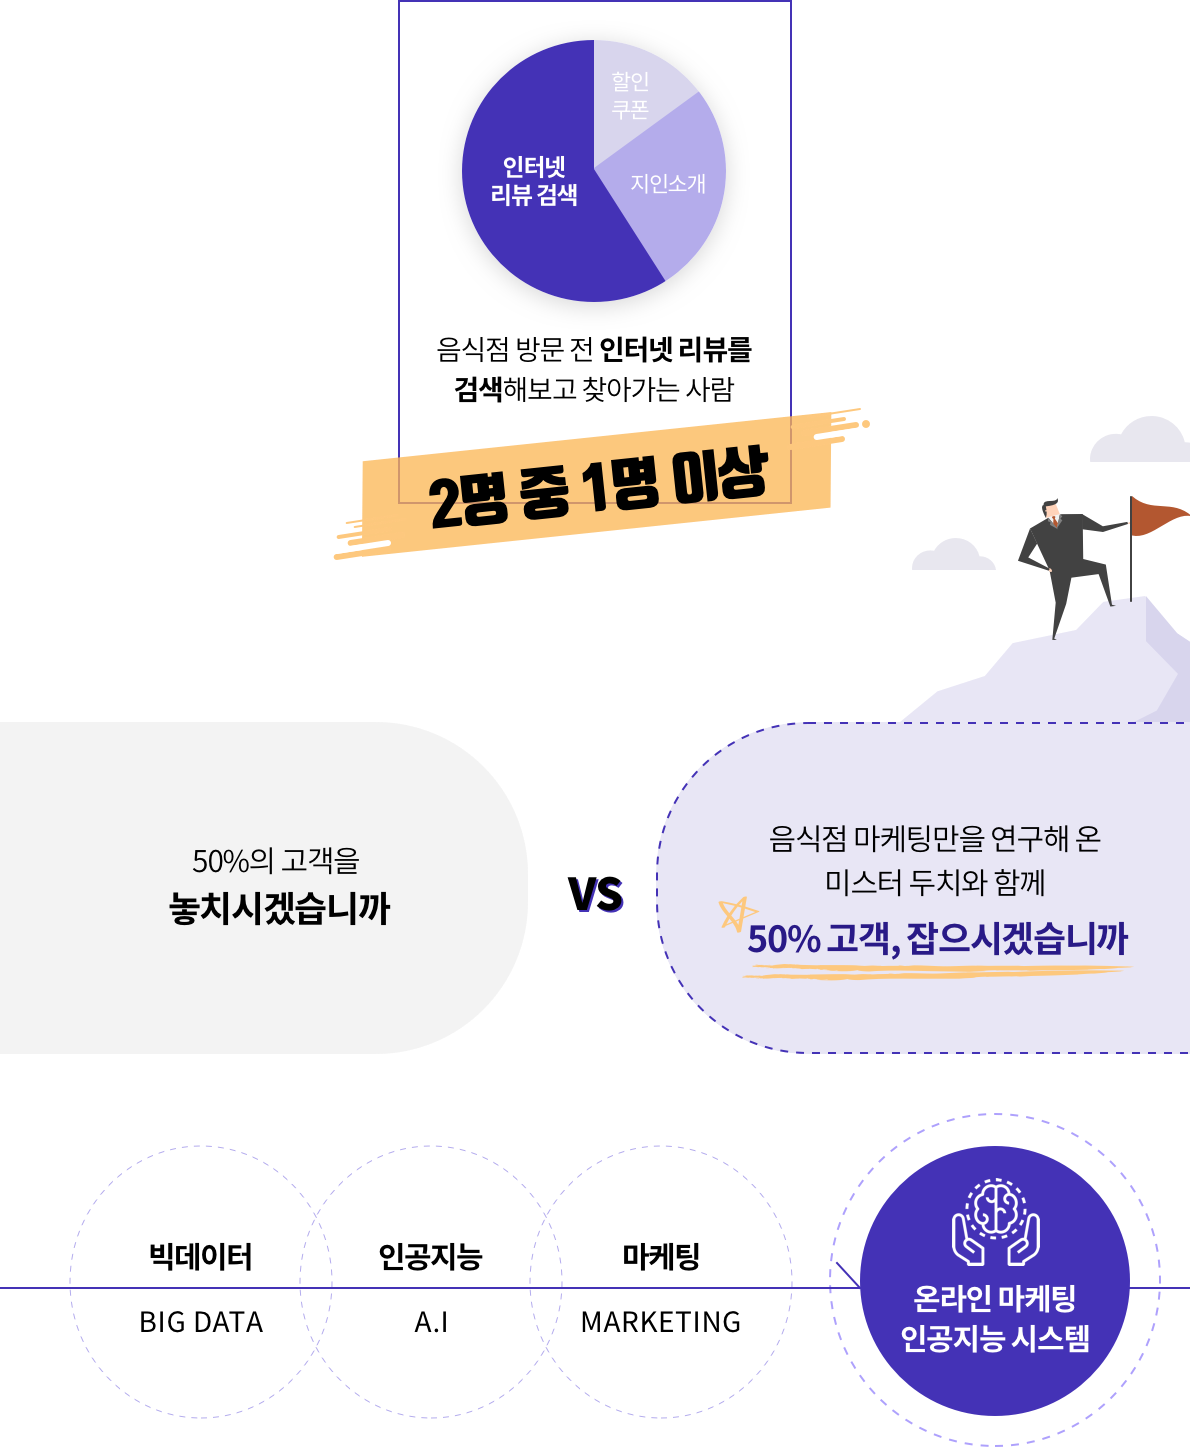 할인
쿠폰
인터넷
리뷰 검색
지인소개
음식점 방문 전 인터넷 리뷰를
검색해보고 찾아가는 사람
2명 중 1명 이상
50%의 고객을
놓치시겠습니까
VS
음식점 마케팅만을 연구해 온
미스터 두치와 함께
50% 고객, 잡으시겠습니까
빅데이터
BIG DATA
인공지능
A.I
마케팅
MARKETING
온라인 마케팅
인공지능 시스템